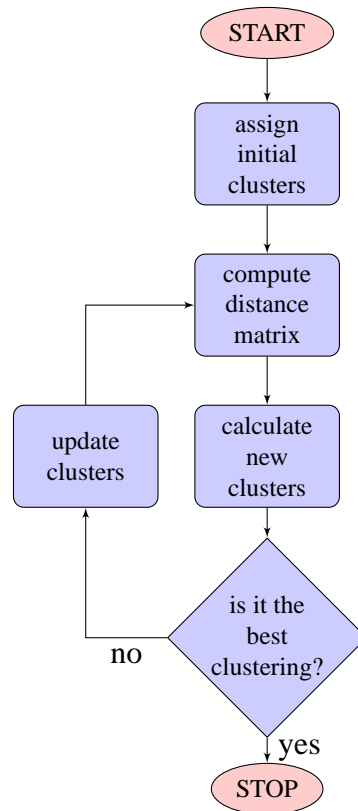 START
assign
initial
clusters
compute
distance
matrix
calculate
new
clusters
update
clusters
is it the
best
clustering?
no
yes
STOP